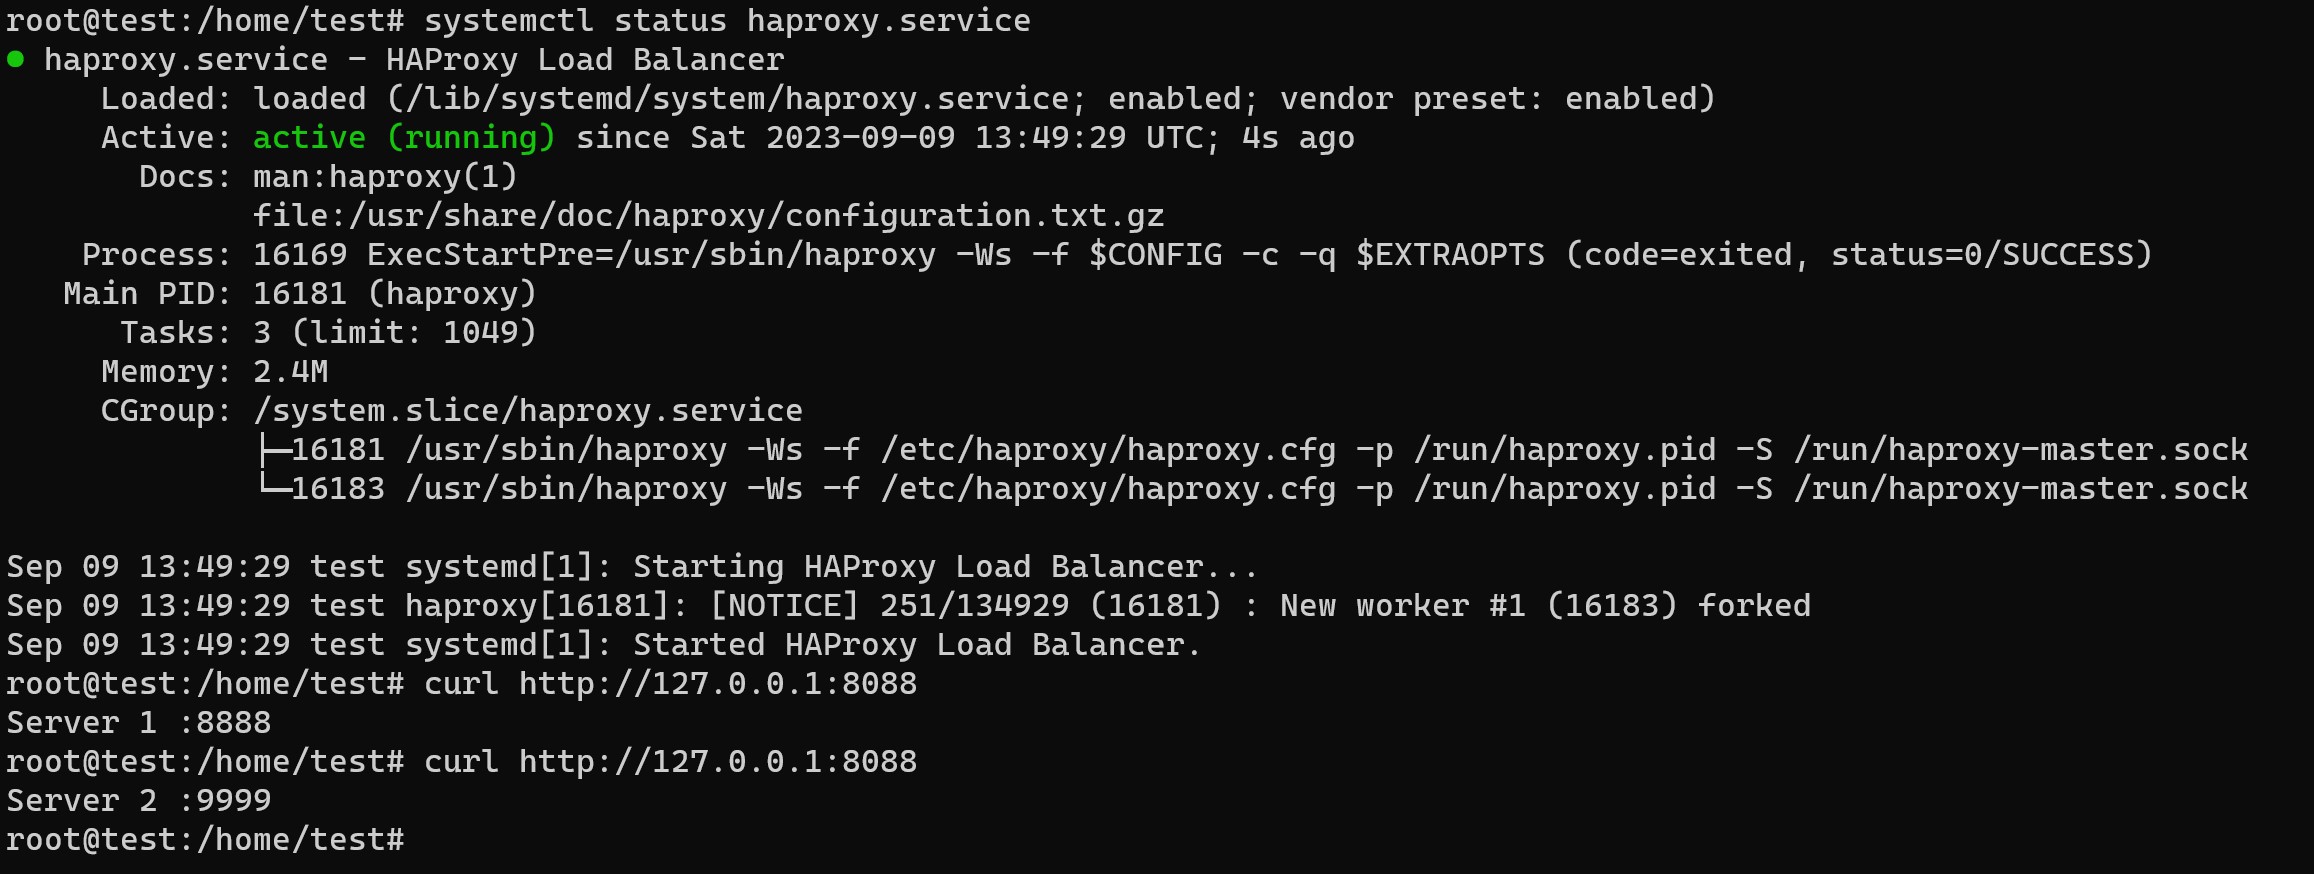 root@test:/home/test# systemctl status haproxy.service
● haproxy.service - HAProxy Load Balancer
     Loaded: loaded (/lib/systemd/system/haproxy.service; enabled; vendor preset: enabled)
     Active: active (running) since Sat 2023-09-09 13:49:29 UTC; 4s ago
       Docs: man:haproxy(1)
             file:/usr/share/doc/haproxy/configuration.txt.gz
    Process: 16169 ExecStartPre=/usr/sbin/haproxy -Ws -f $CONFIG -c -q $EXTRAOPTS (code=exited, status=0/SUCCESS)
   Main PID: 16181 (haproxy)
      Tasks: 3 (limit: 1049)
     Memory: 2.4M
     CGroup: /system.slice/haproxy.service
             ├─16181 /usr/sbin/haproxy -Ws -f /etc/haproxy/haproxy.cfg -p /run/haproxy.pid -S /run/haproxy-master.sock
             └─16183 /usr/sbin/haproxy -Ws -f /etc/haproxy/haproxy.cfg -p /run/haproxy.pid -S /run/haproxy-master.sock

Sep 09 13:49:29 test systemd[1]: Starting HAProxy Load Balancer...
Sep 09 13:49:29 test haproxy[16181]: [NOTICE] 251/134929 (16181) : New worker #1 (16183) forked
Sep 09 13:49:29 test systemd[1]: Started HAProxy Load Balancer.
root@test:/home/test# curl http://127.0.0.1:8088
Server 1 :8888
root@test:/home/test# curl http://127.0.0.1:8088
Server 2 :9999
root@test:/home/test#